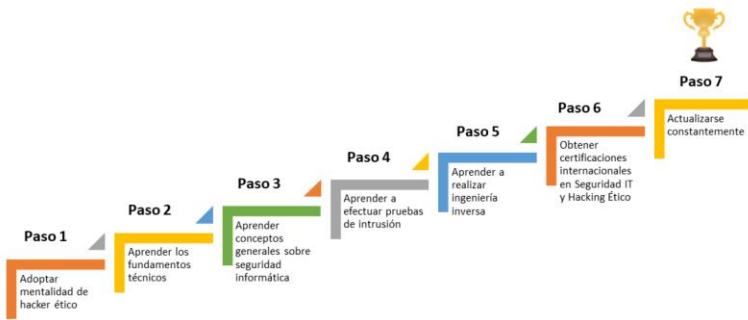 Paso 1
Adoptar
mentalidad de
hacker ético
Paso 2
Aprender los
fundamentos
técnicos
Paso 3
Aprender
conceptos
generales sobre
seguridad
informática
Paso 4
Aprender a
efectuar pruebas
de intrusión
Paso 5
Aprender a
realizar
ingeniería
inversa
Paso 6
Obtener
certificaciones
internacionales
en Seguridad IT
y Hacking Ético
Paso 7
Actualizarse
constantemente